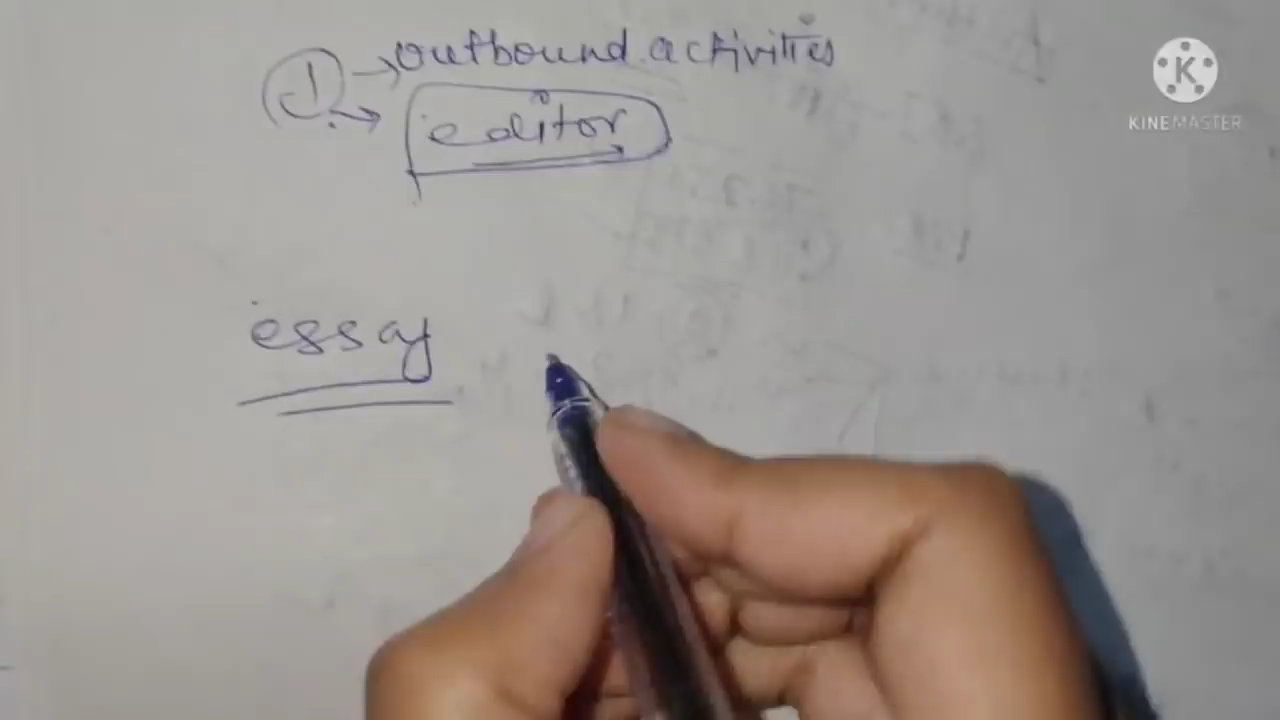 ① → outbound activities
→ editor
essay
K
KINEMASTER